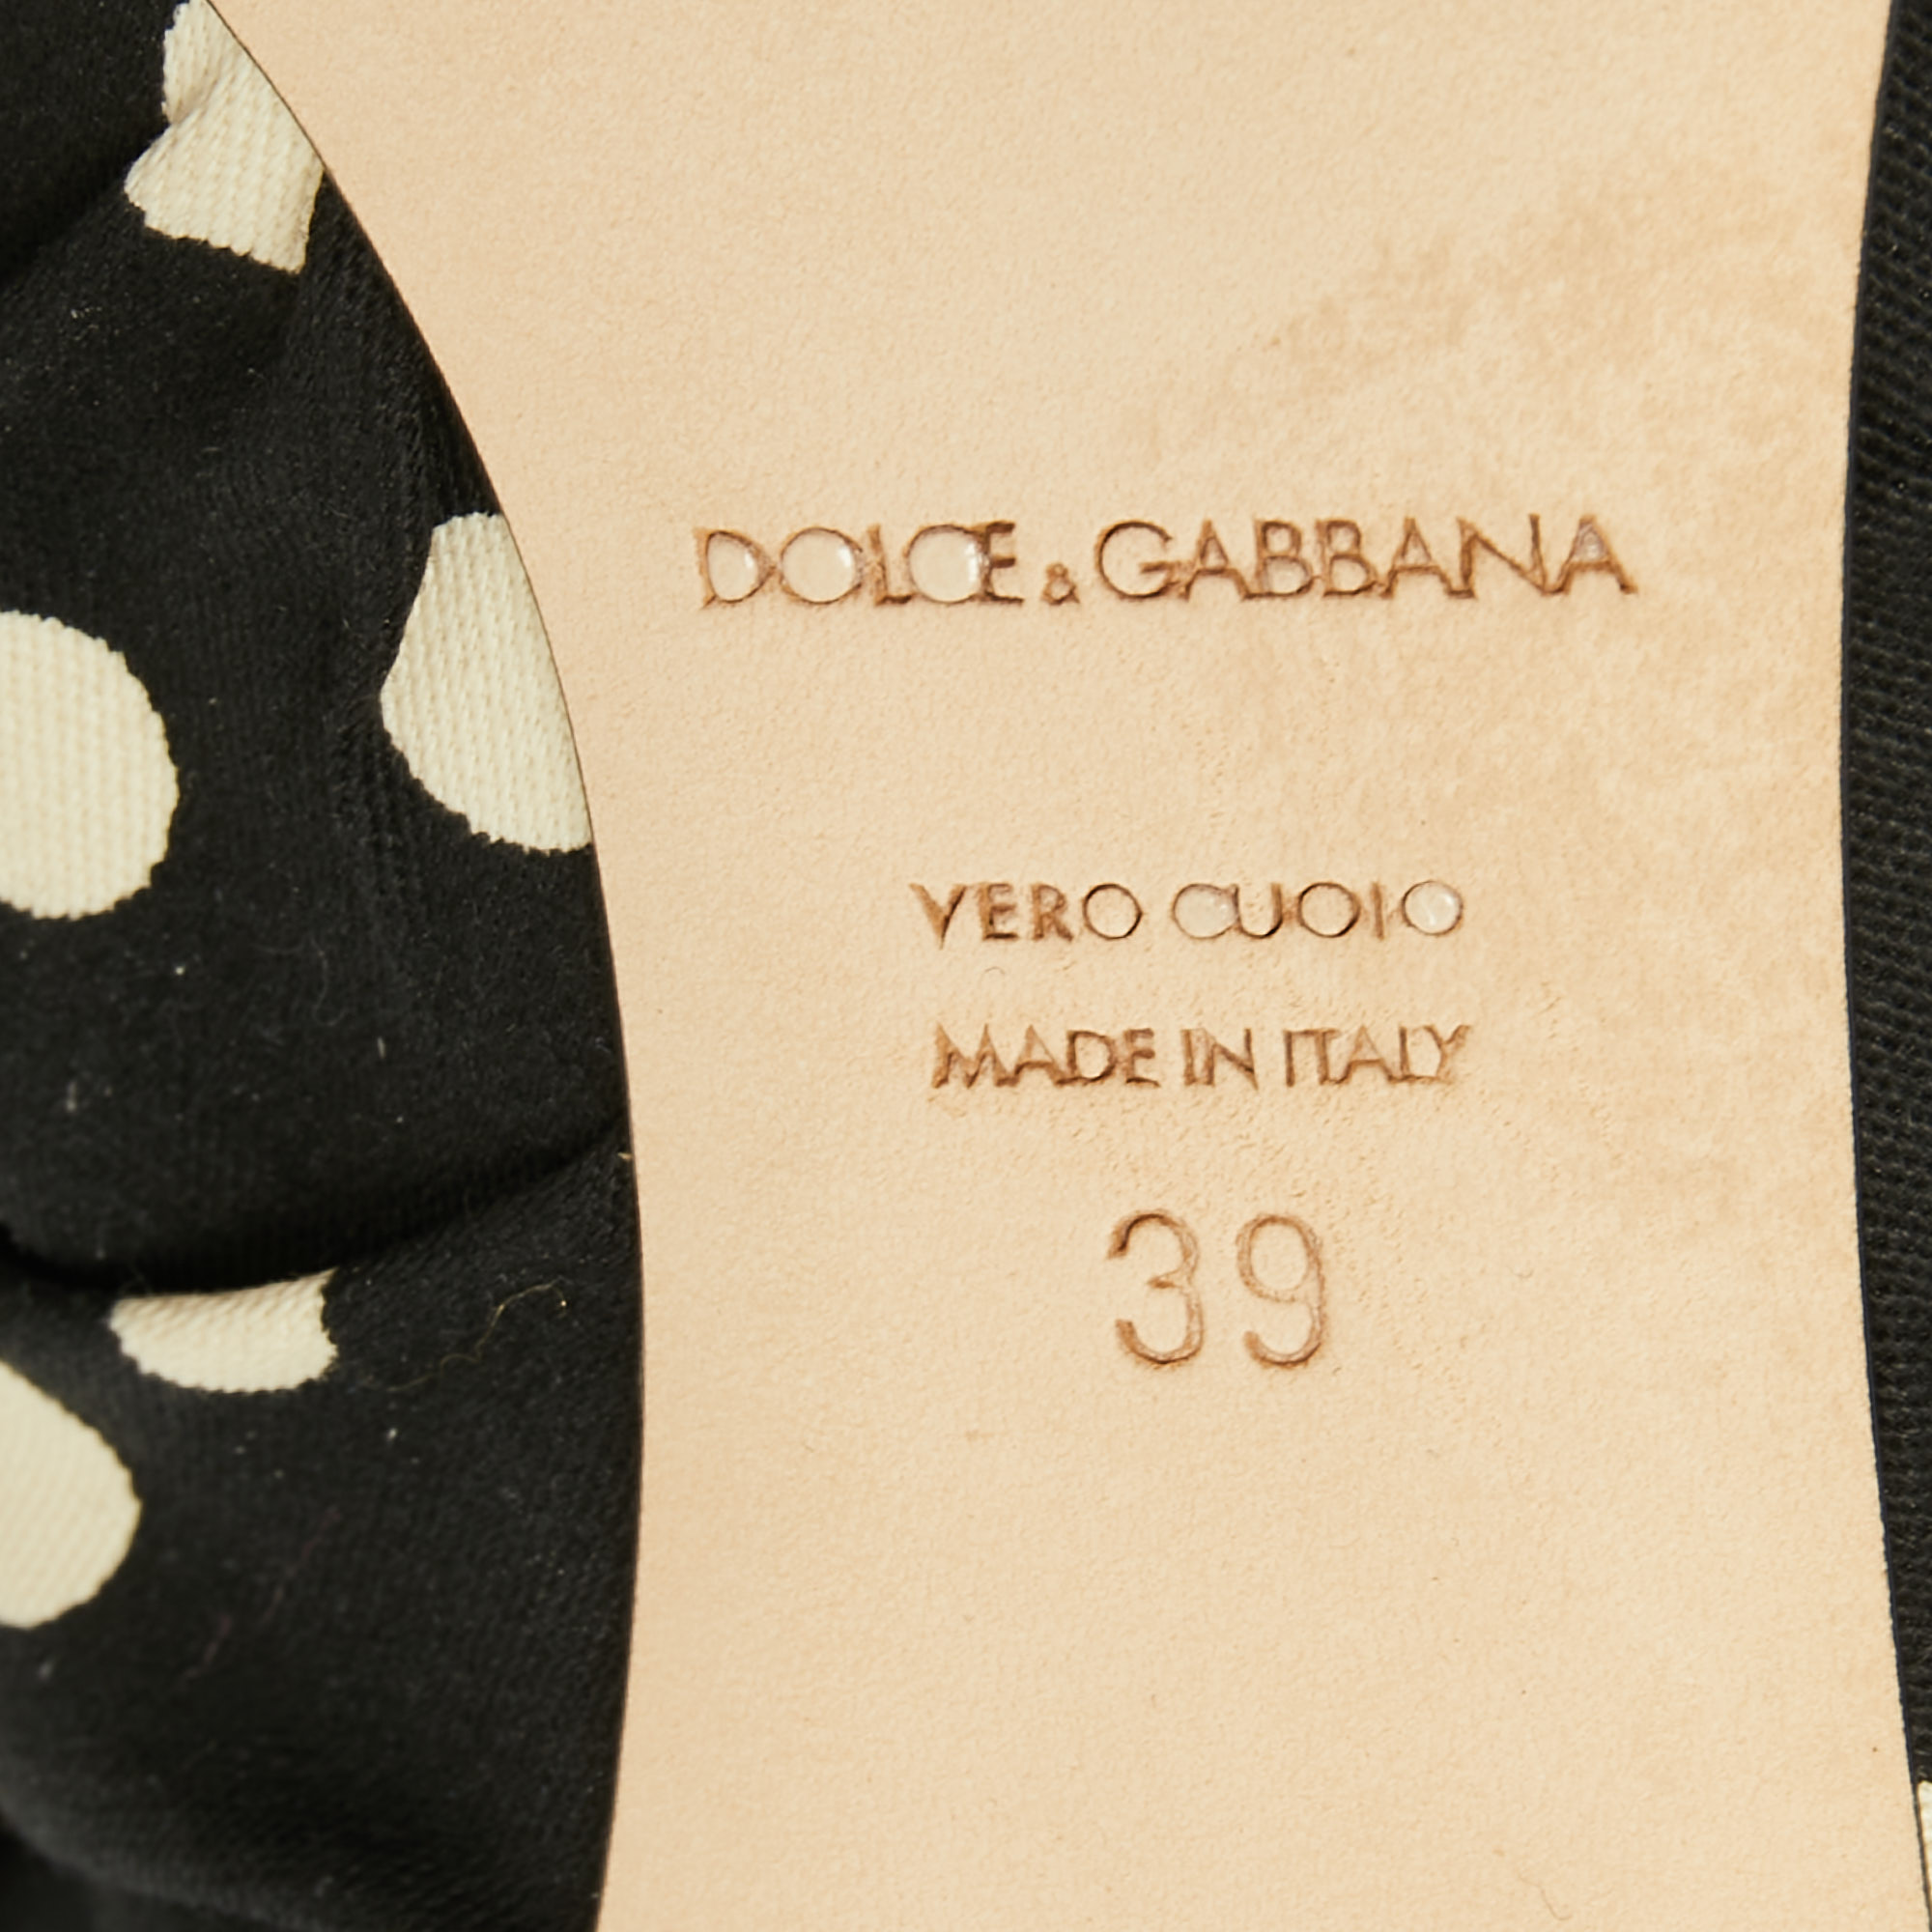 DOLCE & GABBANA
VERO CUOIO
MADE IN ITALY
39